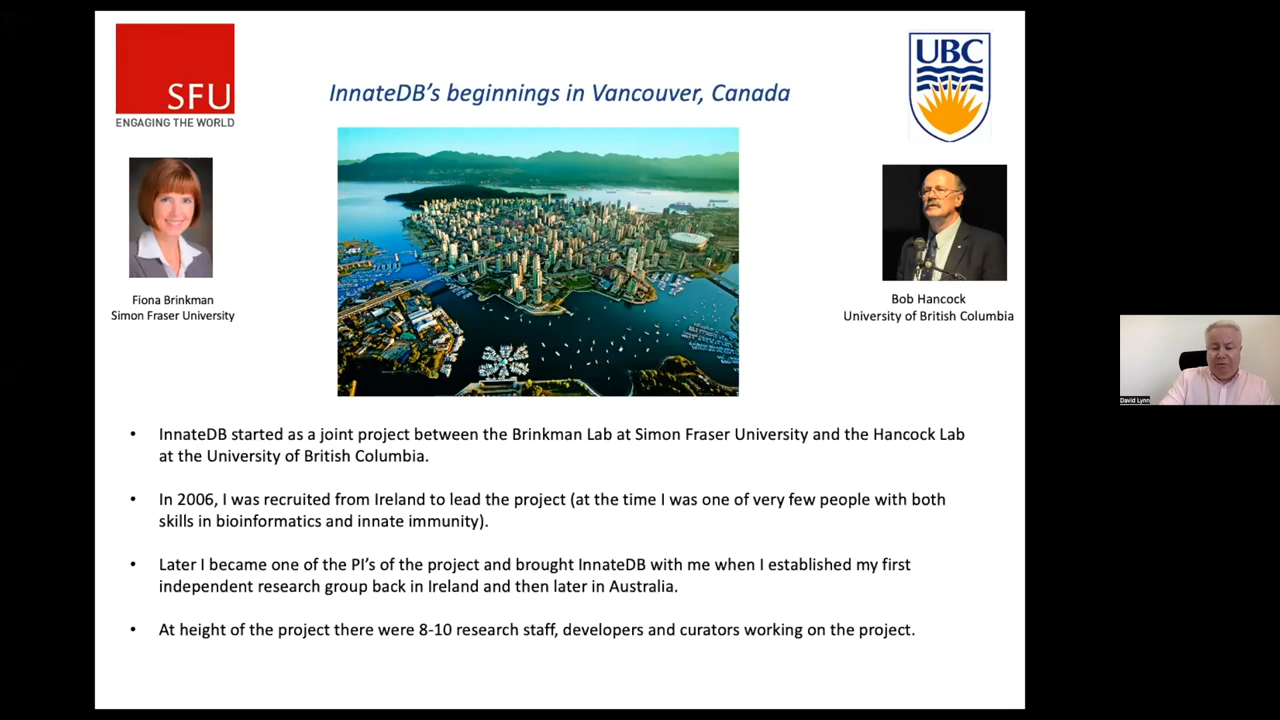 SFU
ENGAGING THE WORLD
UBC
InnateDB's beginnings in Vancouver, Canada
Fiona Brinkman
Simon Fraser University
Bob Hancock
University of British Columbia
David Lynn
• InnateDB started as a joint project between the Brinkman Lab at Simon Fraser University and the Hancock Lab
at the University of British Columbia.
• In 2006, I was recruited from Ireland to lead the project (at the time I was one of very few people with both
skills in bioinformatics and innate immunity).
• Later I became one of the PI's of the project and brought InnateDB with me when I established my first
independent research group back in Ireland and then later in Australia.
• At height of the project there were 8-10 research staff, developers and curators working on the project.